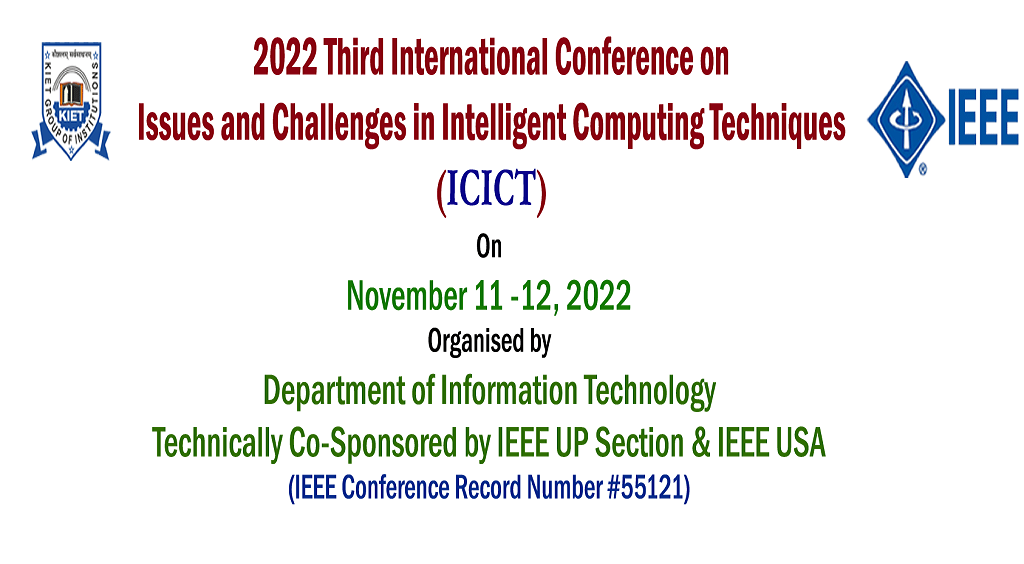 2022 Third International Conference on
Issues and Challenges in Intelligent Computing Techniques
(ICICT)
On
November 11 -12, 2022
Organised by
Department of Information Technology
Technically Co-Sponsored by IEEE UP Section & IEEE USA
(IEEE Conference Record Number #55121)
KIET
KIET GROUP OF INSTITUTIONS
IEEE
®